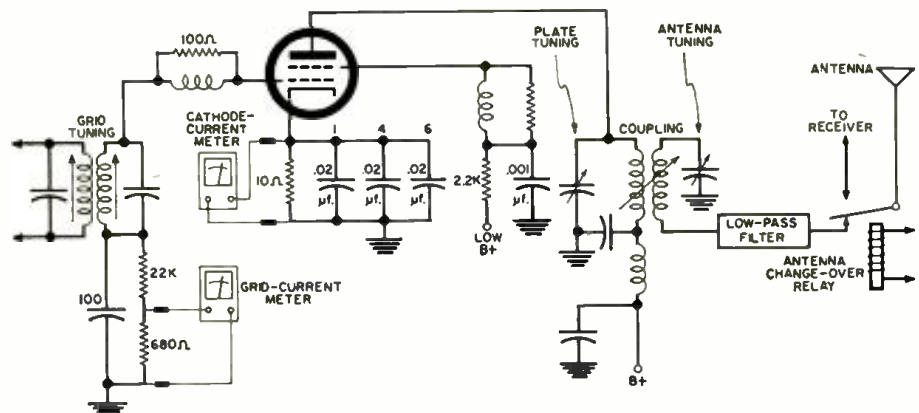 100Ω
PLATE
TUNING
ANTENNA
TUNING
ANTENNA
GRID
TUNING
CATHODE-
CURRENT
METER
COUPLING
TO
RECEIVER
1
4
6
10Ω
.02
.02
.02
µf.
µf.
µf.
2.2K
.001
µf.
LOW
B+
LOW-PASS
FILTER
ANTENNA
CHANGE-OVER
RELAY
22K
GRID-CURRENT
METER
100
680Ω
B+